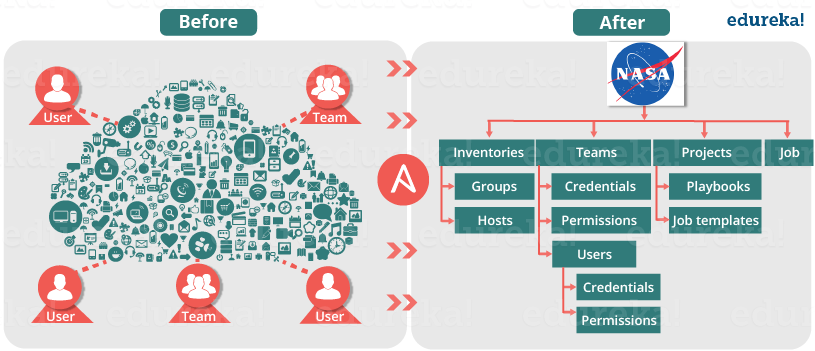 Before
After
edureka!
User
Team
User
Team
User
NASA
Inventories
Teams
Projects
Job
Groups
Credentials
Playbooks
Hosts
Permissions
Job templates
Users
Credentials
Permissions